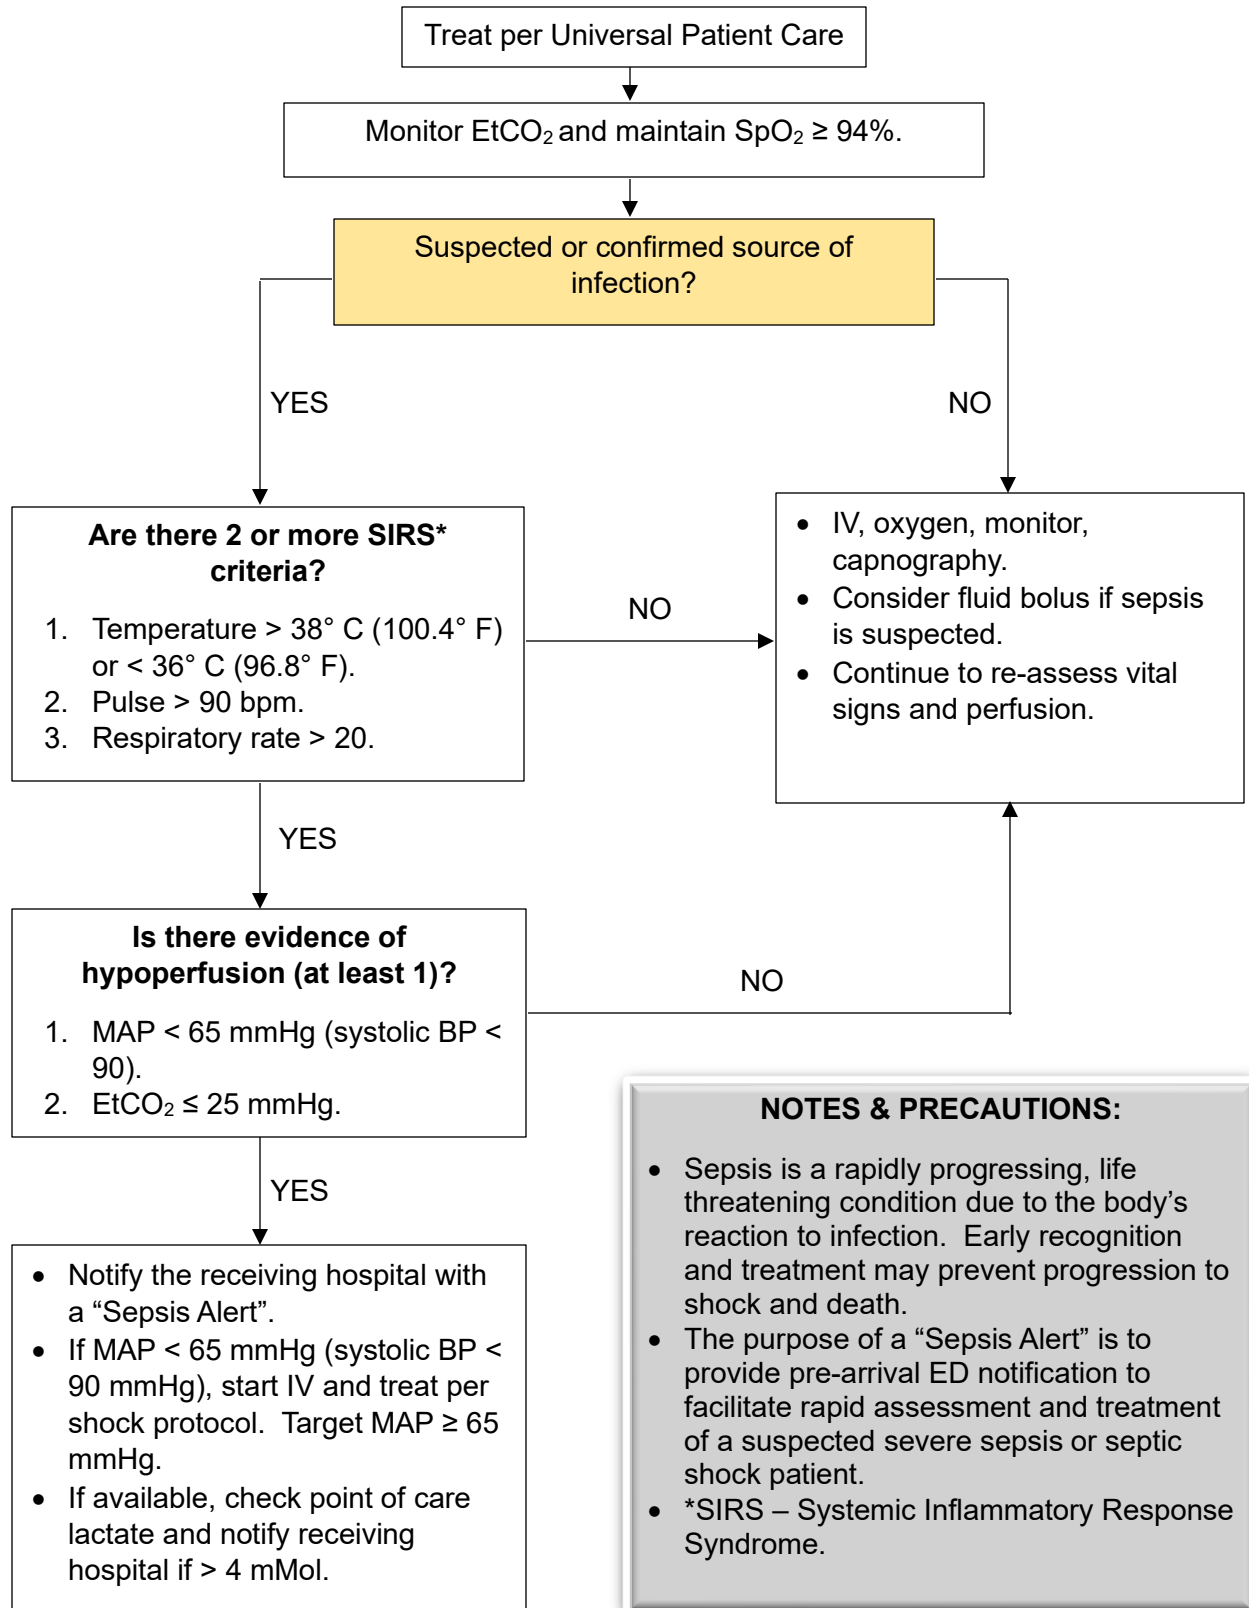 Treat per Universal Patient Care
Monitor EtCO₂ and maintain SpO₂ ≥ 94%.
Suspected or confirmed source of
infection?
YES
NO
Are there 2 or more SIRS*
criteria?
1. Temperature > 38° C (100.4° F)
or < 36° C (96.8° F).
2. Pulse > 90 bpm.
3. Respiratory rate > 20.
NO
• IV, oxygen, monitor,
capnography.
• Consider fluid bolus if sepsis
is suspected.
• Continue to re-assess vital
signs and perfusion.
YES
Is there evidence of
hypoperfusion (at least 1)?
1. MAP < 65 mmHg (systolic BP <
90).
2. EtCO₂ ≤ 25 mmHg.
NO
YES
• Notify the receiving hospital with
a “Sepsis Alert”.
• If MAP < 65 mmHg (systolic BP <
90 mmHg), start IV and treat per
shock protocol.  Target MAP ≥ 65
mmHg.
• If available, check point of care
lactate and notify receiving
hospital if > 4 mMol.
NOTES & PRECAUTIONS:
• Sepsis is a rapidly progressing, life
threatening condition due to the body’s
reaction to infection.  Early recognition
and treatment may prevent progression to
shock and death.
• The purpose of a “Sepsis Alert” is to
provide pre-arrival ED notification to
facilitate rapid assessment and treatment
of a suspected severe sepsis or septic
shock patient.
• *SIRS – Systemic Inflammatory Response
Syndrome.